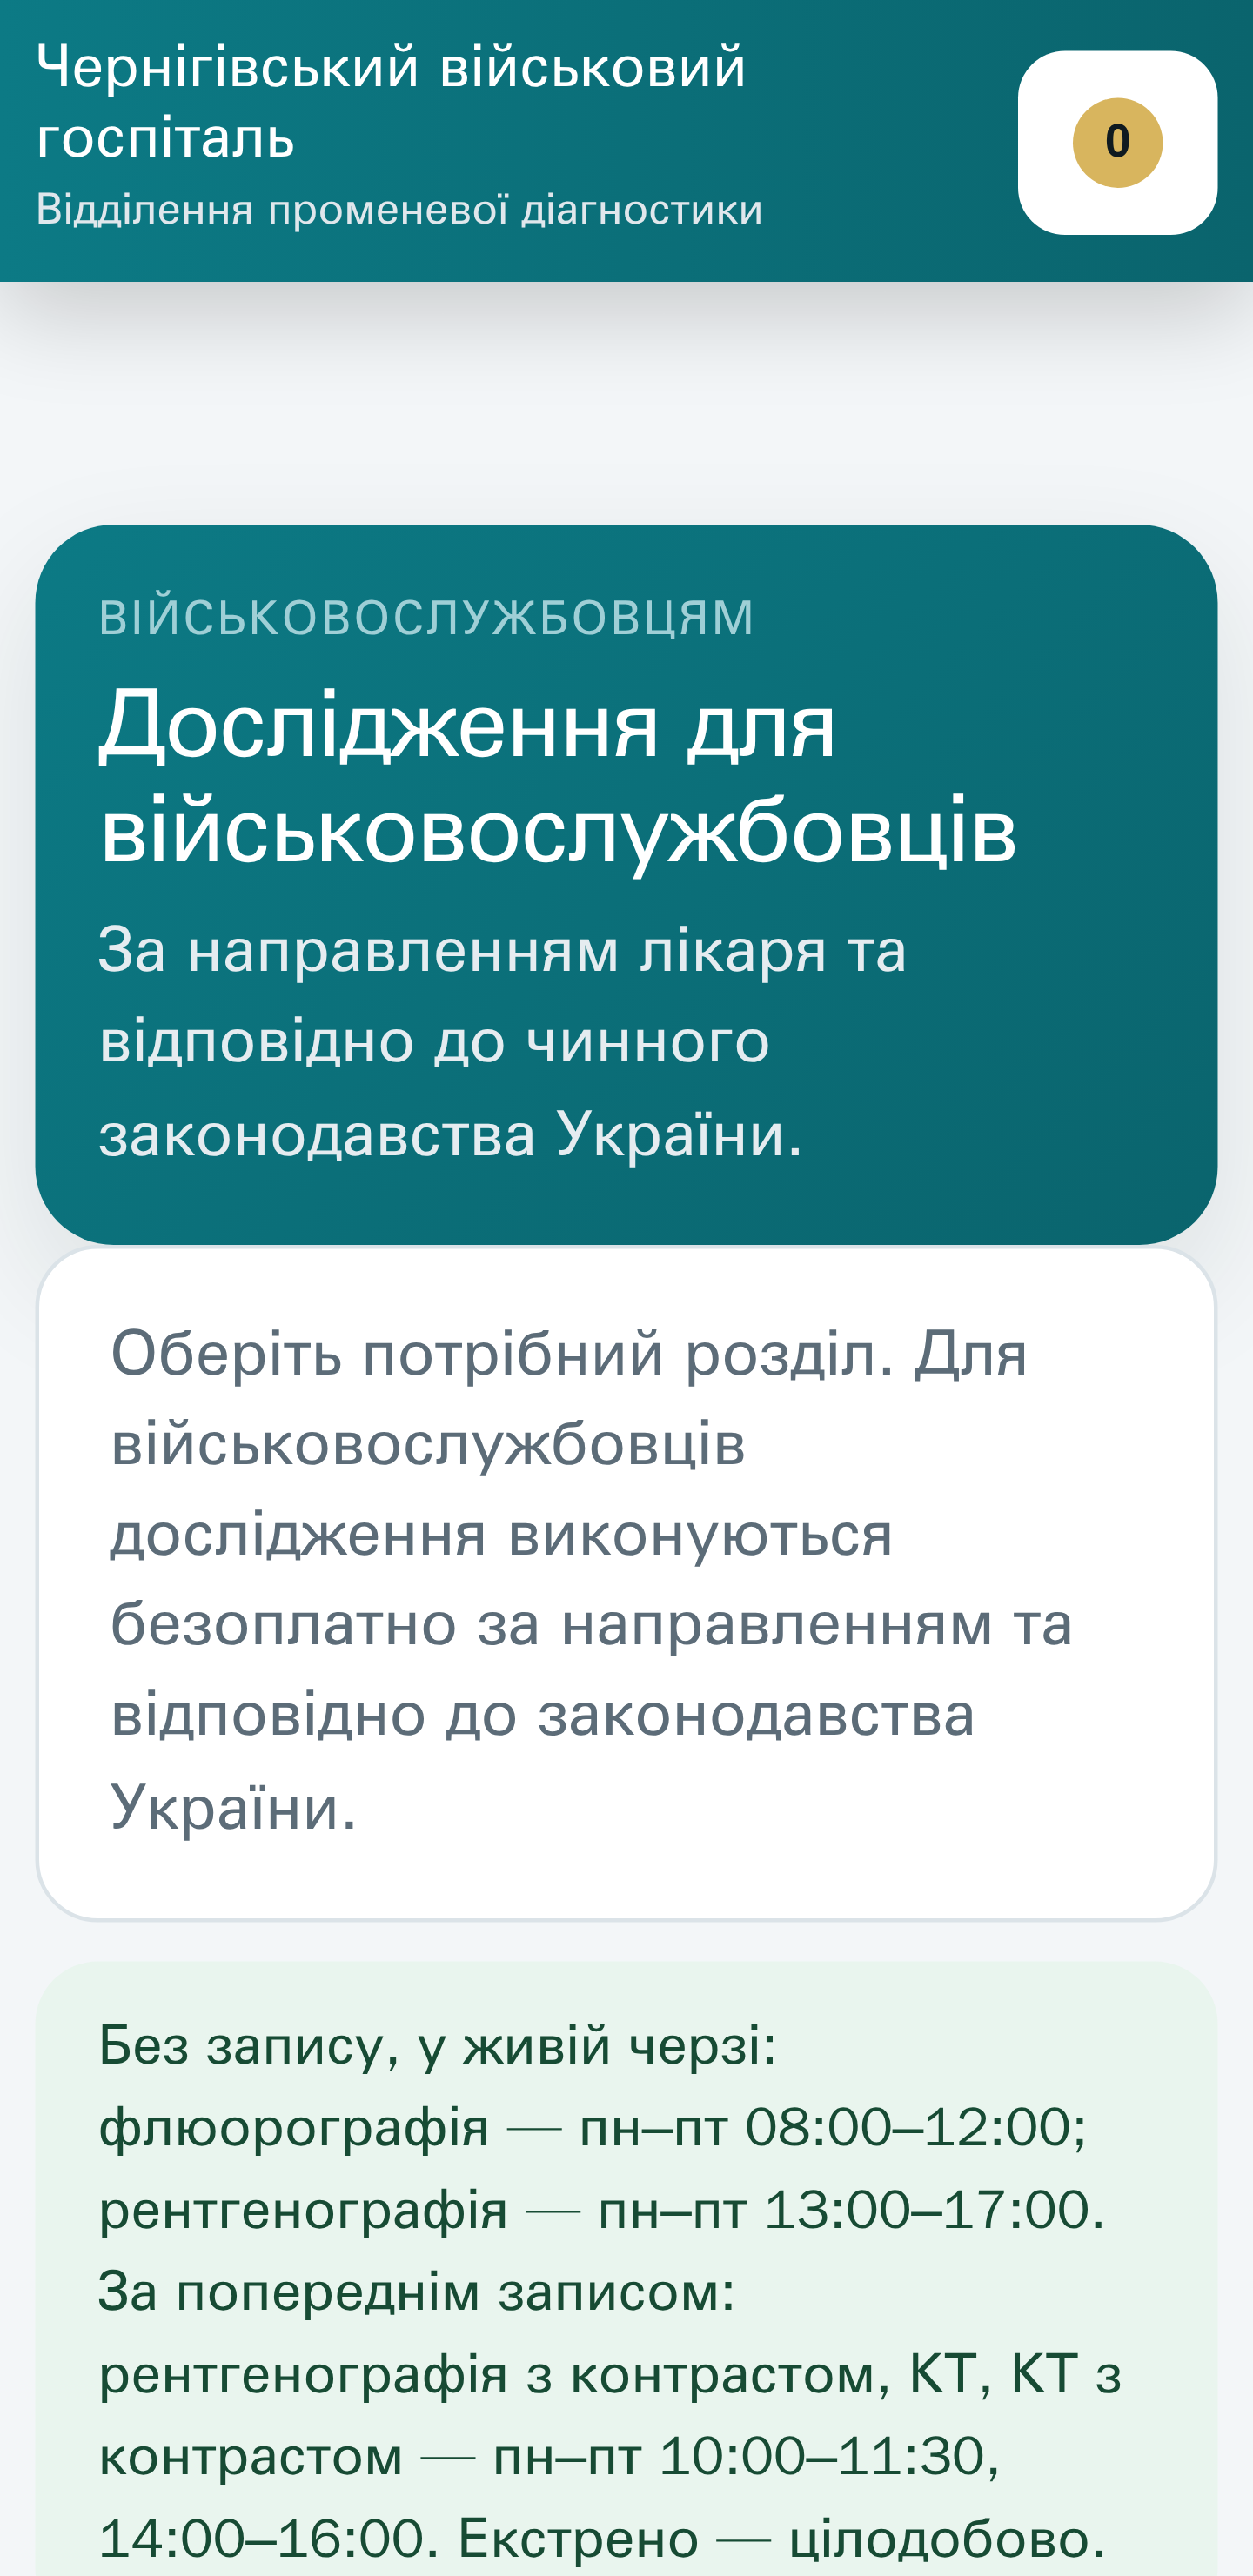 Чернігівський військовий
госпіталь
Відділення променевої діагностики
0
ВІЙСЬКОВОСЛУЖБОВЦЯМ
Дослідження для
військовослужбовців
За направленням лікаря та
відповідно до чинного
законодавства України.
Оберіть потрібний розділ. Для
військовослужбовців
дослідження виконуються
безоплатно за направленням та
відповідно до законодавства
України.
Без запису, у живій черзі:
флюорографія — пн–пт 08:00–12:00;
рентгенографія — пн–пт 13:00–17:00.
За попереднім записом:
рентгенографія з контрастом, КТ, КТ з
контрастом — пн–пт 10:00–11:30,
14:00–16:00. Екстрено — цілодобово.